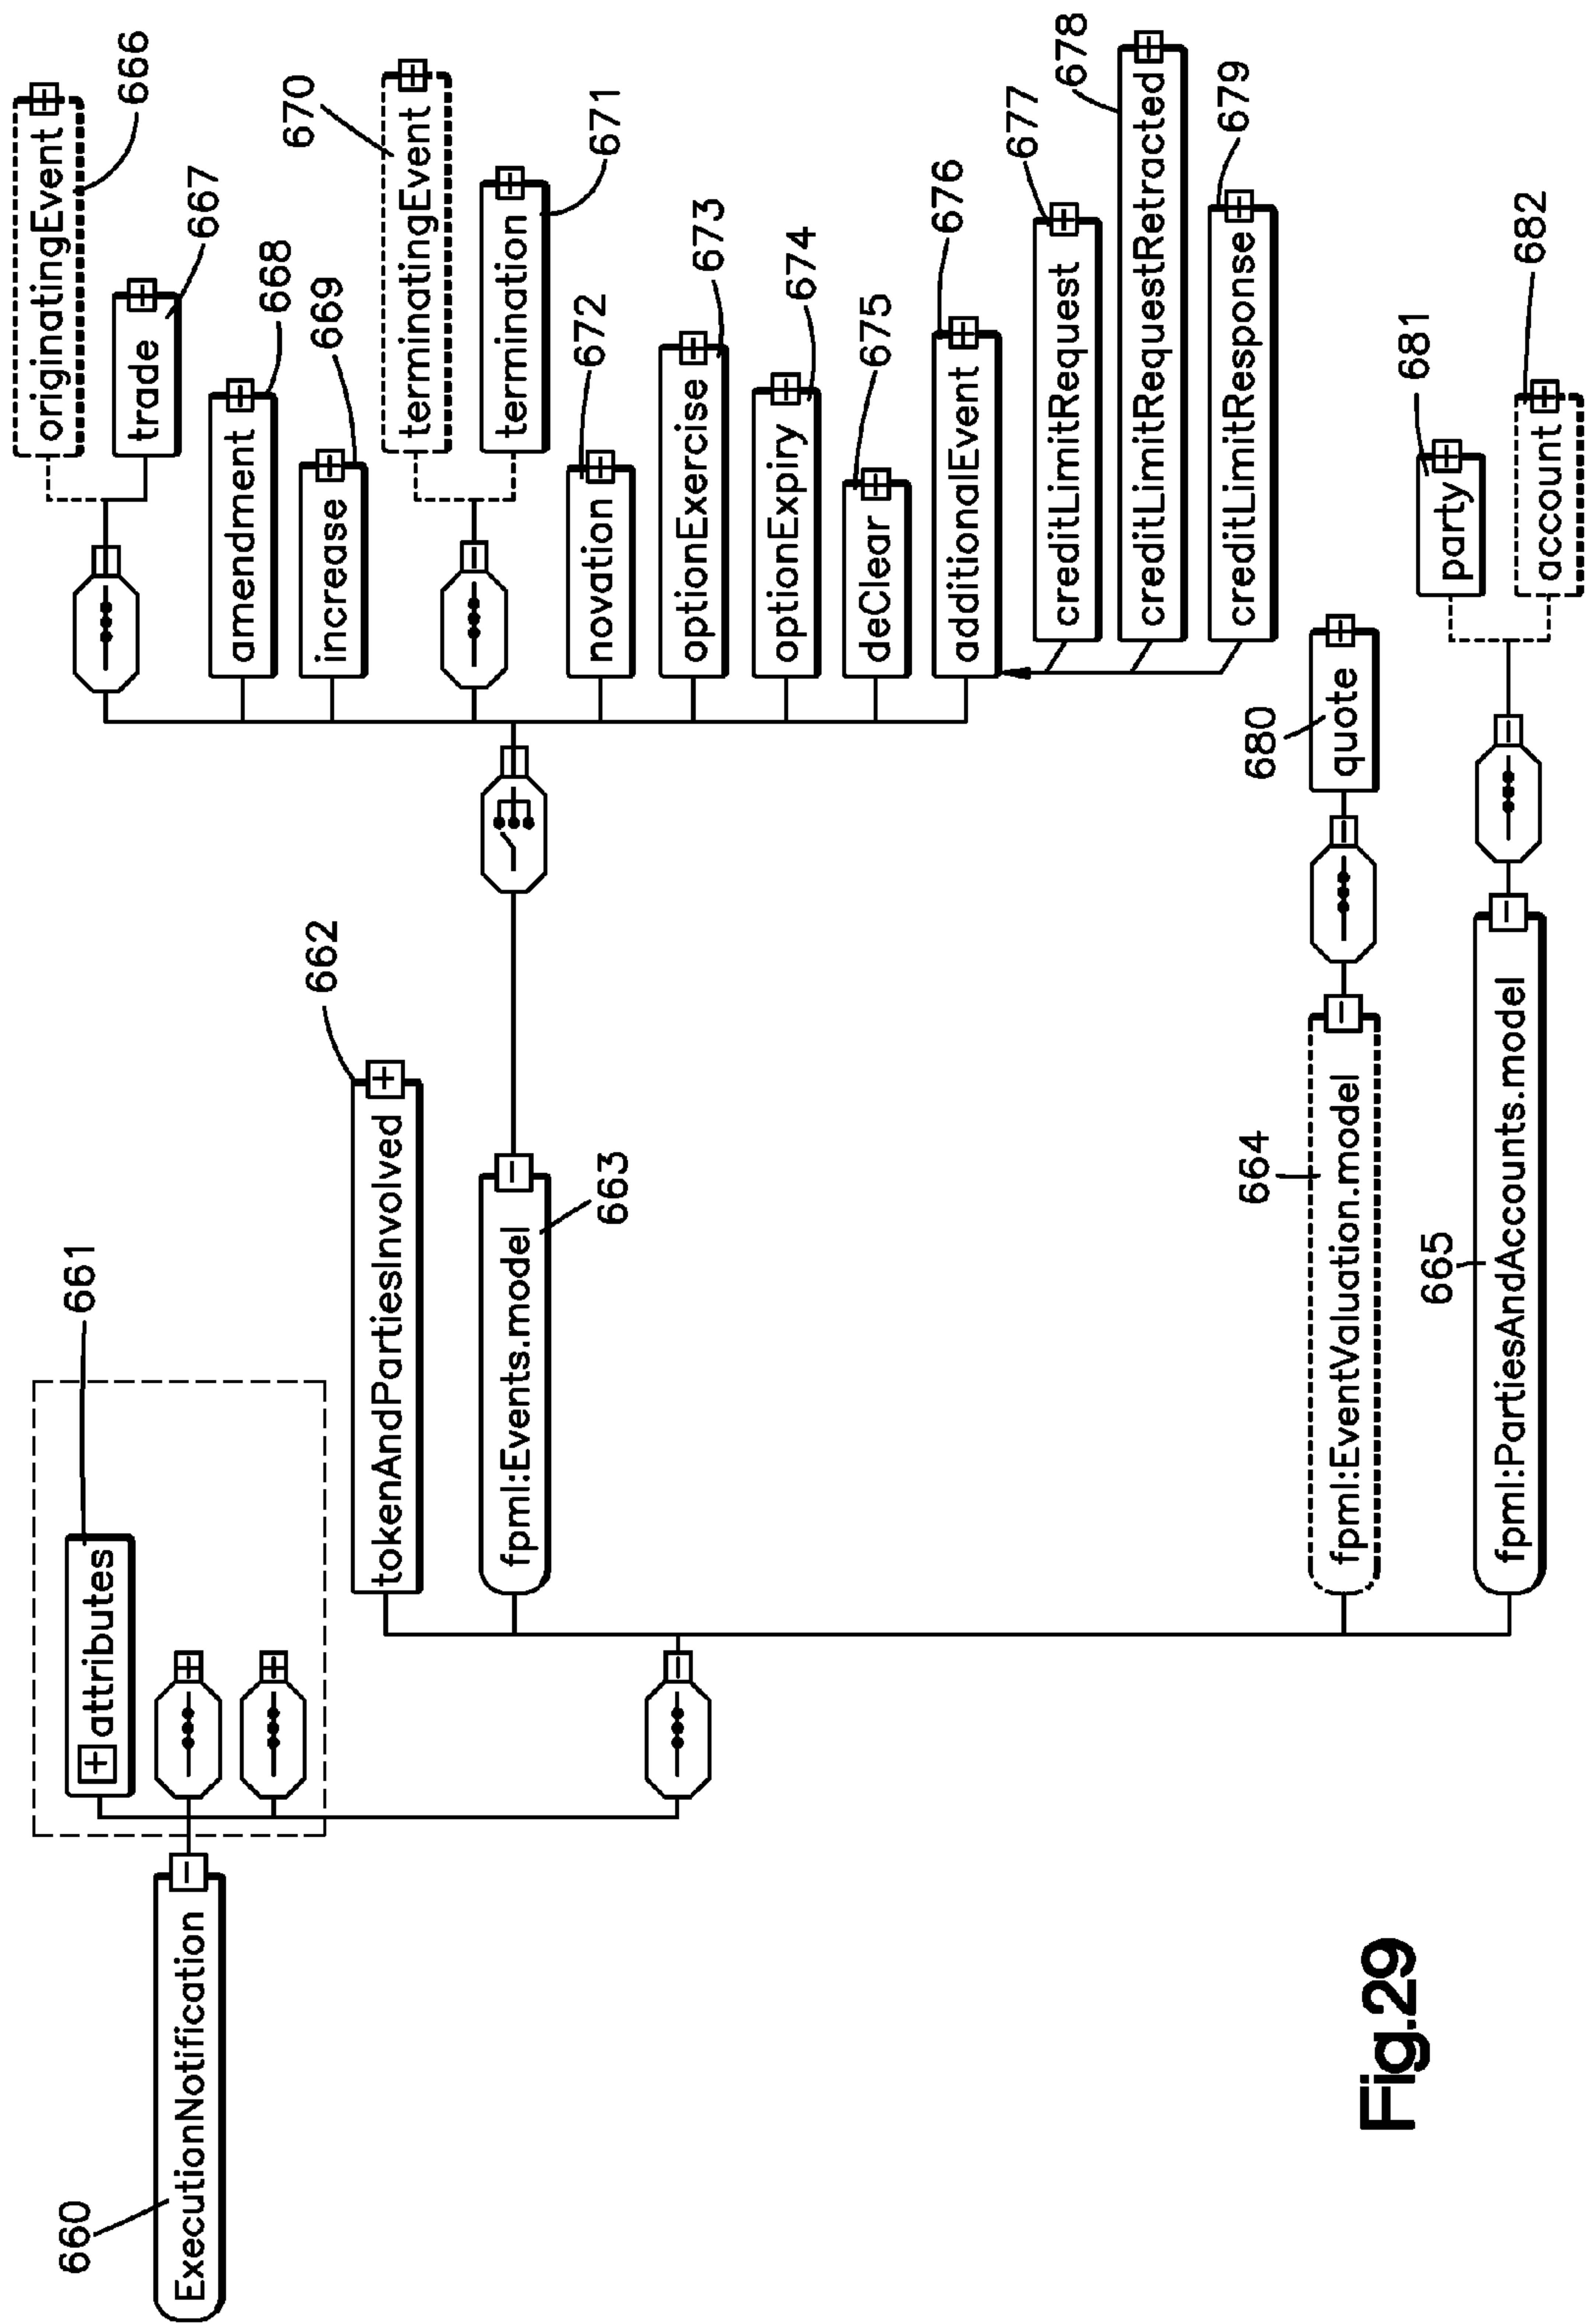 660
ExecutionNotification
661
attributes
662
tokenAndPartiesInvolved
fpml:Events.model
663
664
fpml:EventValuation.model
665
fpml:PartiesAndAccounts.model
originatingEvent
666
trade
667
amendment
668
increase
669
670
terminatingEvent
termination
671
672
novation
optionExercise
673
optionExpiry
674
deClear
675
additionalEvent
676
creditLimitRequest
677
creditLimitRequestRetracted
678
creditLimitResponse
679
680
quote
681
party
account
682
Fig.29